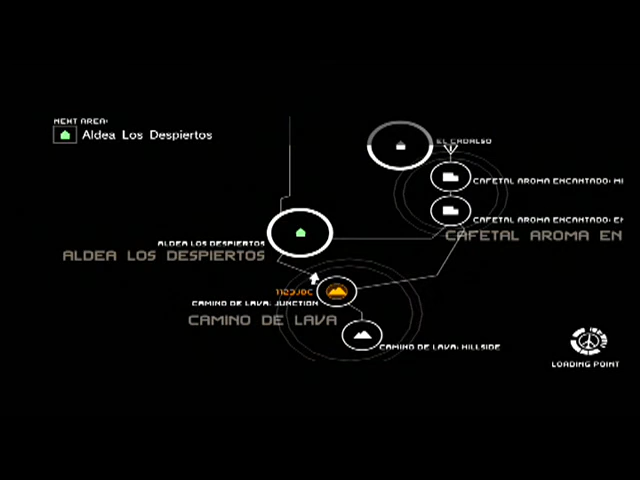 NEXT AREA:
Aldea Los Despiertos
EL CADALSO
CAFETAL AROMA ENCANTADO:
CAFETAL AROMA ENCANTADO:
CAFETAL AROMA EN
ALDEA LOS DESPIERTOS
ALDEA LOS DESPIERTOS
CAMINO DE LAVA: JUNCTION
CAMINO DE LAVA
CAMINO DE LAVA: HILLSIDE
LOADING POINT